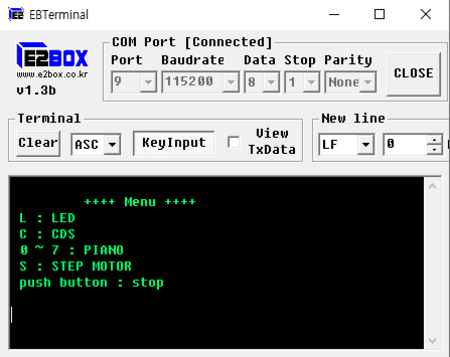 EBTerminal
E2BOX
www.e2box.co.kr
v1.3b
COM Port [Connected]
Port Baudrate Data Stop Parity
9 115200 8 1 None
CLOSE
Terminal
Clear ASC KeyInput View TxData
New line
LF 0
++++ Menu ++++
L : LED
C : CDS
0 ~ 7 : PIANO
S : STEP MOTOR
push button : stop